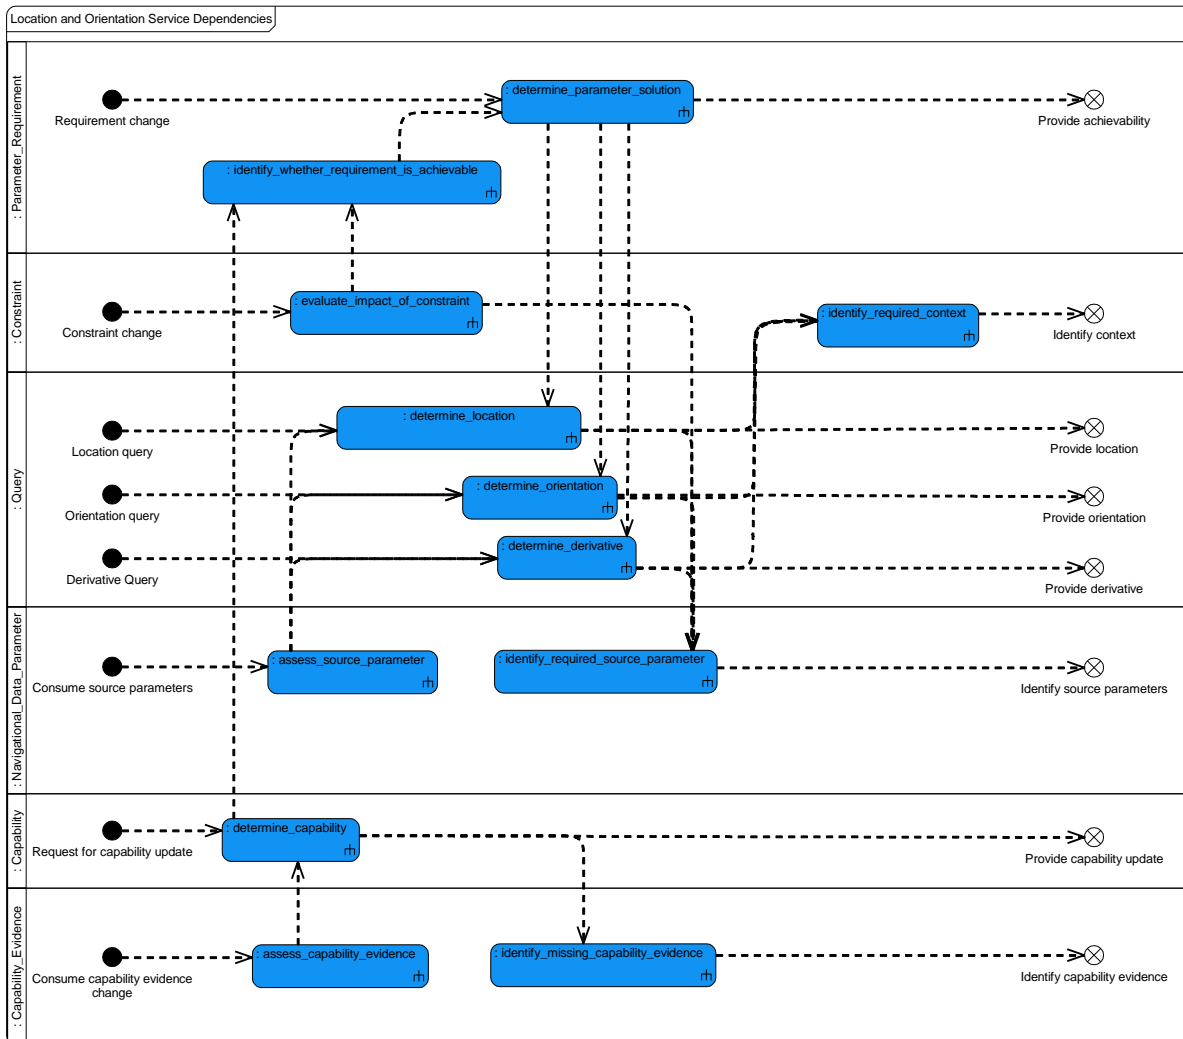 Location and Orientation Service Dependencies
: Parameter_Requirement
: determine_parameter_solution
Requirement change
Provide achievability
: identify_whether_requirement_is_achievable
: Constraint
: evaluate_impact_of_constraint
: identify_required_context
Constraint change
Identify context
: Query
: determine_location
Location query
Provide location
: determine_orientation
Orientation query
Provide orientation
: determine_derivative
Derivative Query
Provide derivative
: Navigational_Data_Parameter
: assess_source_parameter
: identify_required_source_parameter
Consume source parameters
Identify source parameters
: Capability
: determine_capability
Request for capability update
Provide capability update
: Capability_Evidence
: assess_capability_evidence
: identify_missing_capability_evidence
Consume capability evidence
change
Identify capability evidence